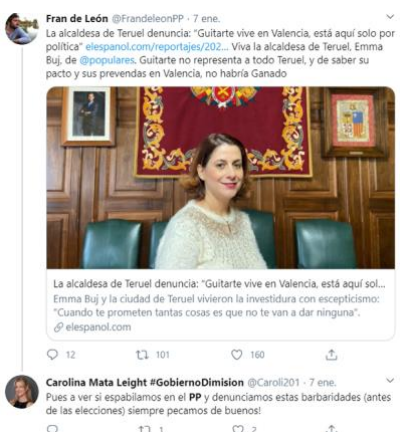 Fran de León @FrandeleonPP · 7 ene.
La alcaldesa de Teruel denuncia: "Guitarte vive en Valencia, está aquí solo por
política" elespanol.com/reportajes/202... Viva la alcaldesa de Teruel, Emma
Buj, de @populares. Guitarte no representa a todo Teruel, y de saber su
pacto y sus prevendas en Valencia, no habría Ganado
La alcaldesa de Teruel denuncia: "Guitarte vive en Valencia, está aquí sol...
Emma Buj y la ciudad de Teruel vivieron la investidura con escepticismo:
"Cuando te prometen tantas cosas es que no te van a dar ninguna".
elespanol.com
12 101 160
Carolina Mata Leight #GobiernoDimision @Caroli201 · 7 ene.
Pues a ver si espabilamos en el PP y denunciamos estas barbaridades (antes
de las elecciones) siempre pecamos de buenos!
1 2